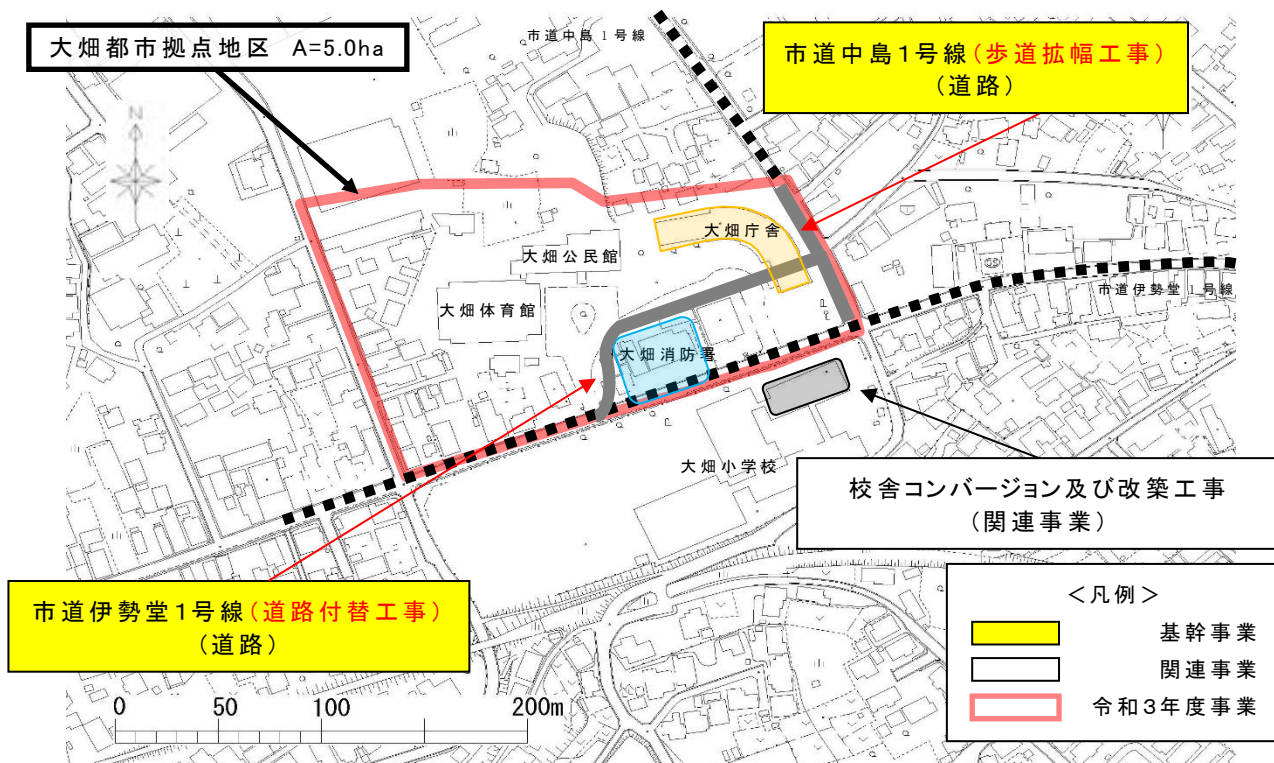 大畑都市拠点地区 A=5.0ha
市道中島1号線
市道中島1号線(歩道拡幅工事)
(道路)
N
大畑庁舎
大畑公民館
大畑体育館
市道伊勢堂1号線
大畑消防署
大畑小学校
校舎コンバージョン及び改築工事
(関連事業)
市道伊勢堂1号線(道路付替工事)
(道路)
<凡例>
基幹事業
関連事業
令和3年度事業
0 50 100 200m